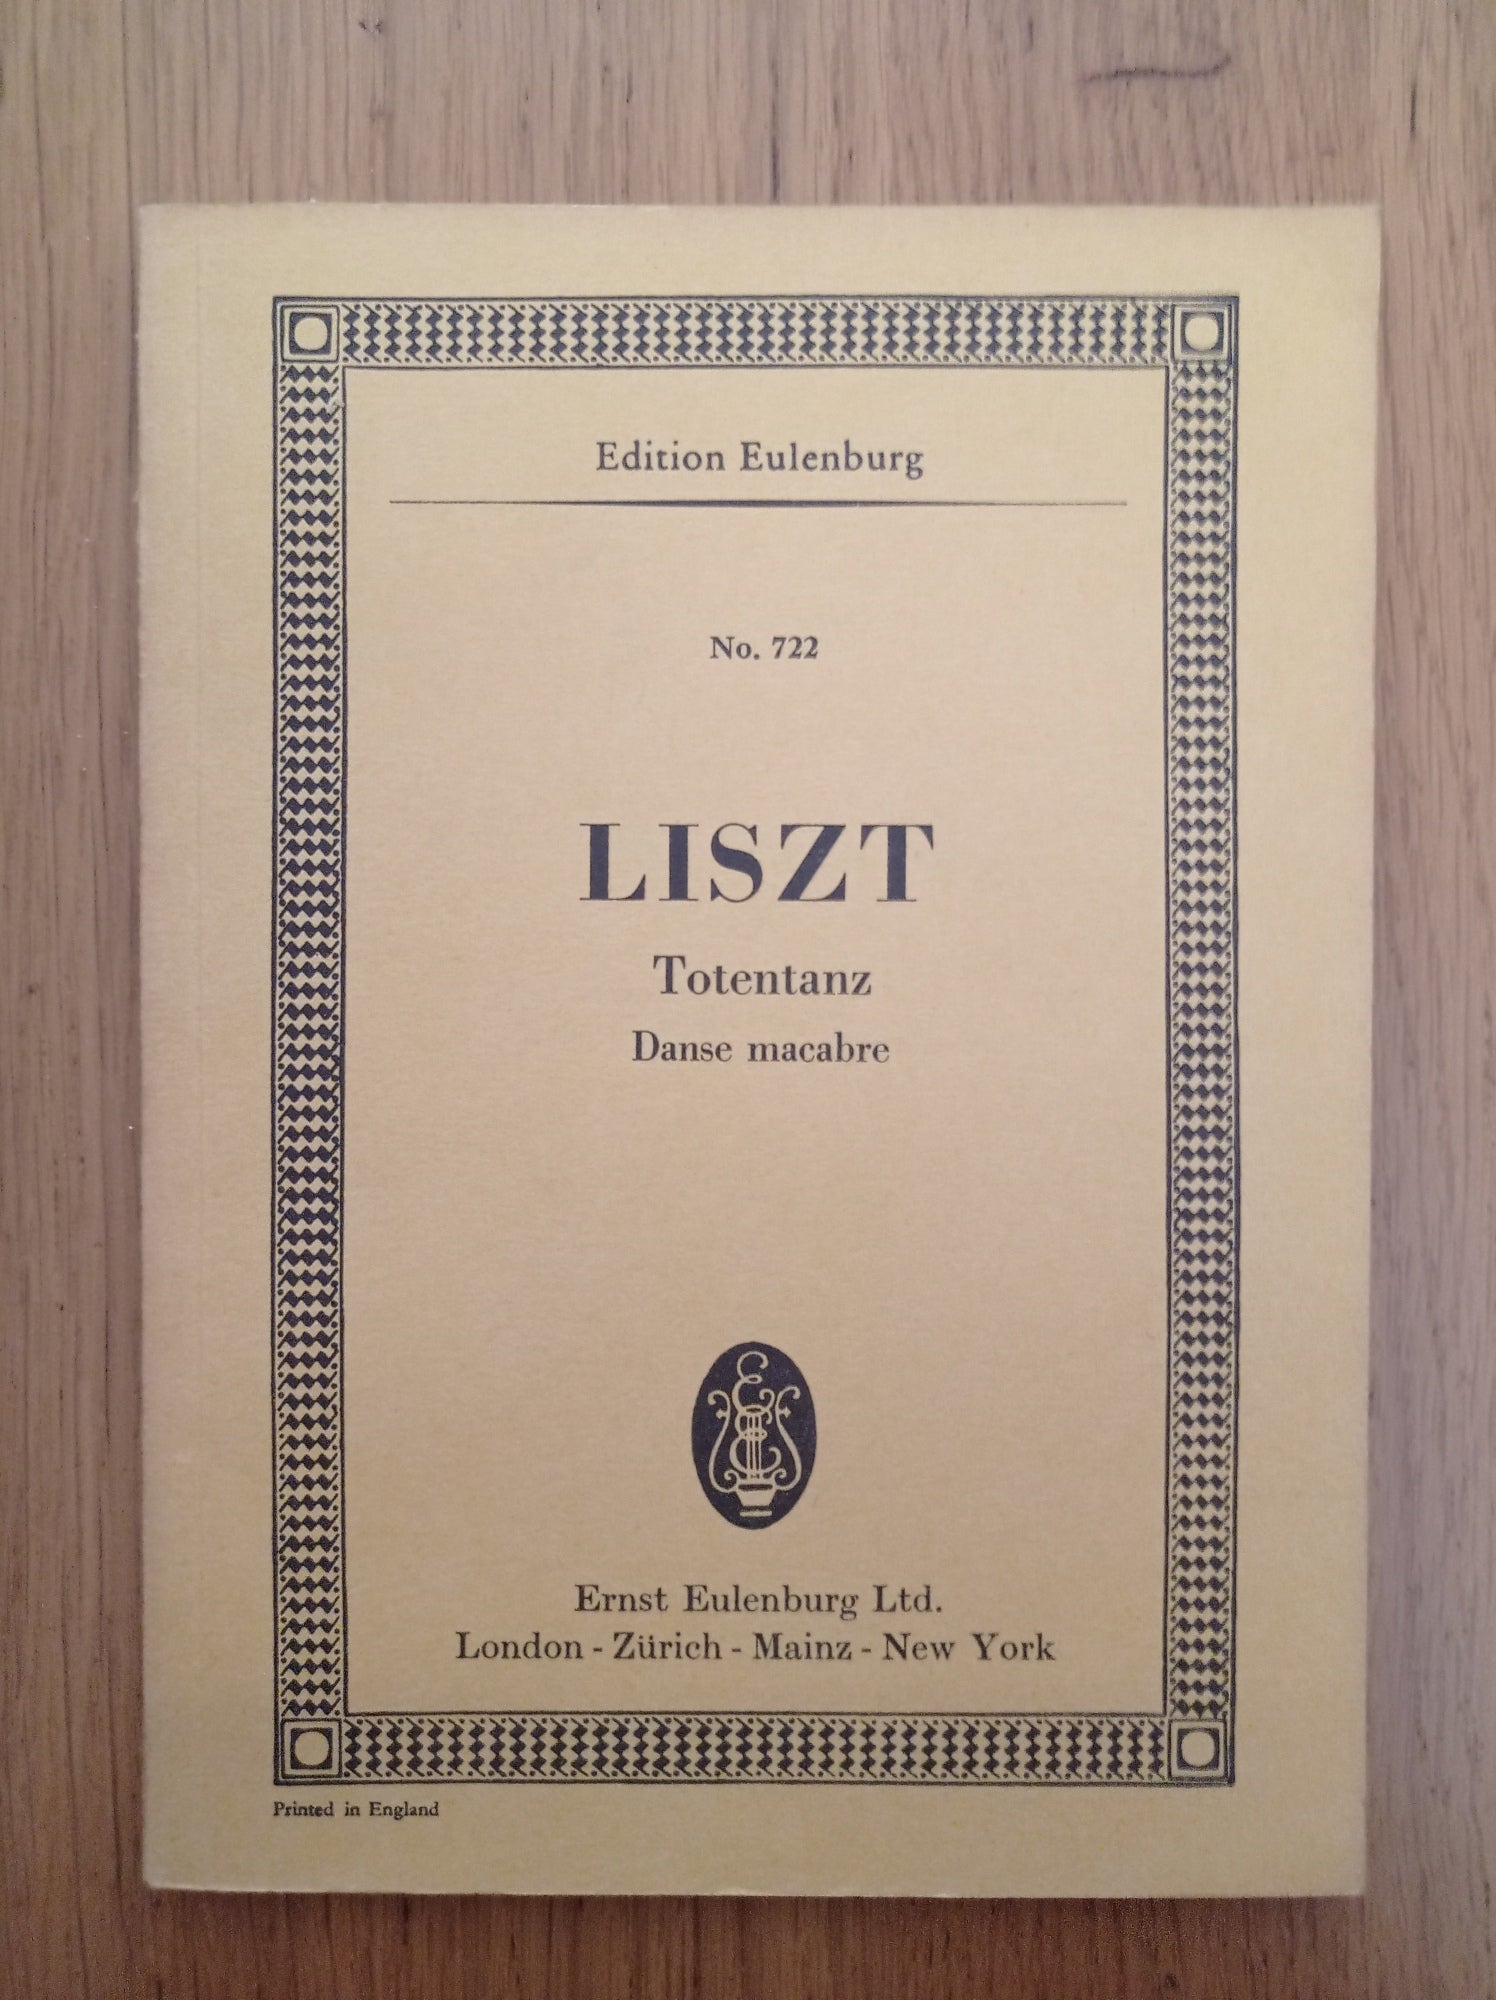 Edition Eulenburg
No. 722
LISZT
Totentanz
Danse macabre
Ernst Eulenburg Ltd.
London - Zürich - Mainz - New York
Printed in England